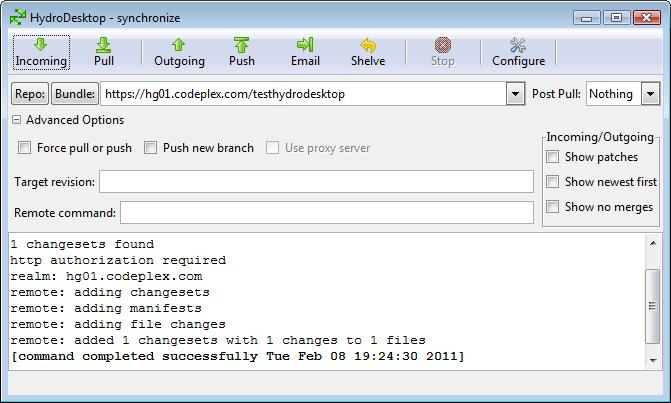 HydroDesktop - synchronize
Incoming Pull Outgoing Push Email Shelve Stop Configure
Repo: Bundle: https://hg01.codeplex.com/testhydrodesktop Post Pull: Nothing
Advanced Options
Force pull or push Push new branch Use proxy server
Target revision:
Remote command:
Incoming/Outgoing
Show patches
Show newest first
Show no merges
1 changesets found
http authorization required
realm: hg01.codeplex.com
remote: adding changesets
remote: adding manifests
remote: adding file changes
remote: added 1 changesets with 1 changes to 1 files
[command completed successfully Tue Feb 08 19:24:30 2011]